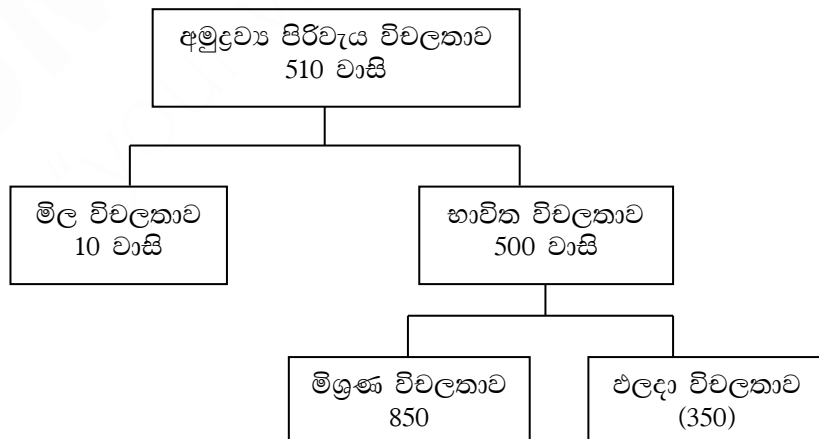 අමුද්‍රව්‍ය පිරිවැය විචලතාව
510 වාසි
මිල විචලතාව
10 වාසි
භාවිත විචලතාව
500 වාසි
මිශ්‍රණ විචලතාව
850
ඵලදා විචලතාව
(350)